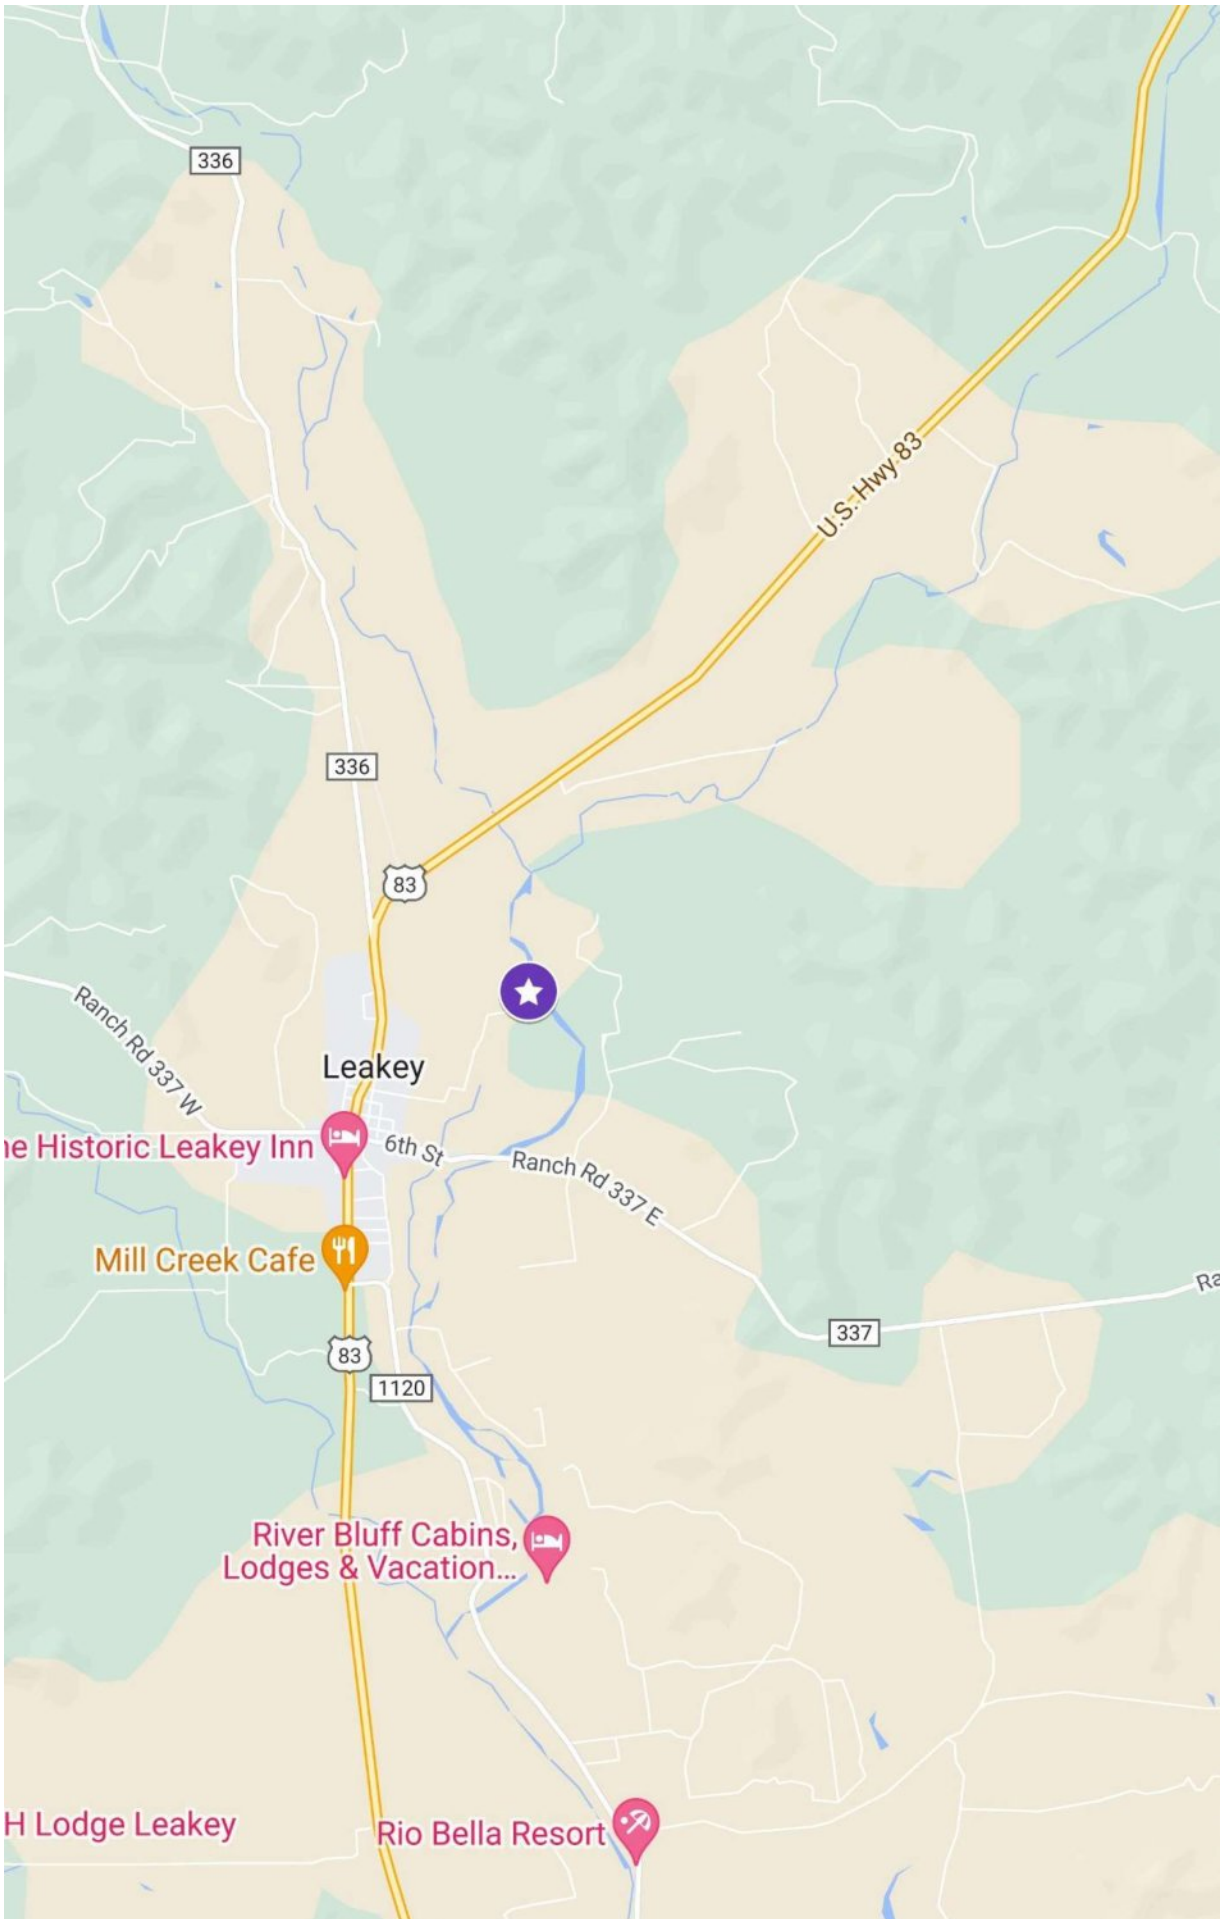 336
U.S. Hwy 83
336
83
Ranch Rd 337 W
Leakey
ne Historic Leakey Inn
6th St
Ranch Rd 337 E
Mill Creek Cafe
Ra
337
83
1120
River Bluff Cabins,
Lodges & Vacation...
H Lodge Leakey
Rio Bella Resort